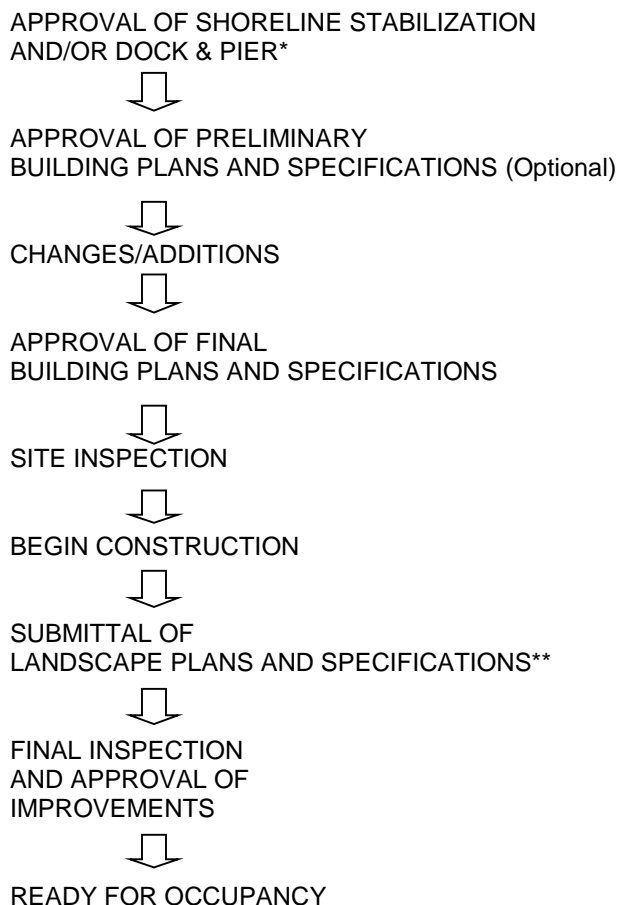 APPROVAL OF SHORELINE STABILIZATION
AND/OR DOCK & PIER*
APPROVAL OF PRELIMINARY
BUILDING PLANS AND SPECIFICATIONS (Optional)
CHANGES/ADDITIONS
APPROVAL OF FINAL
BUILDING PLANS AND SPECIFICATIONS
SITE INSPECTION
BEGIN CONSTRUCTION
SUBMITTAL OF
LANDSCAPE PLANS AND SPECIFICATIONS**
FINAL INSPECTION
AND APPROVAL OF
IMPROVEMENTS
READY FOR OCCUPANCY